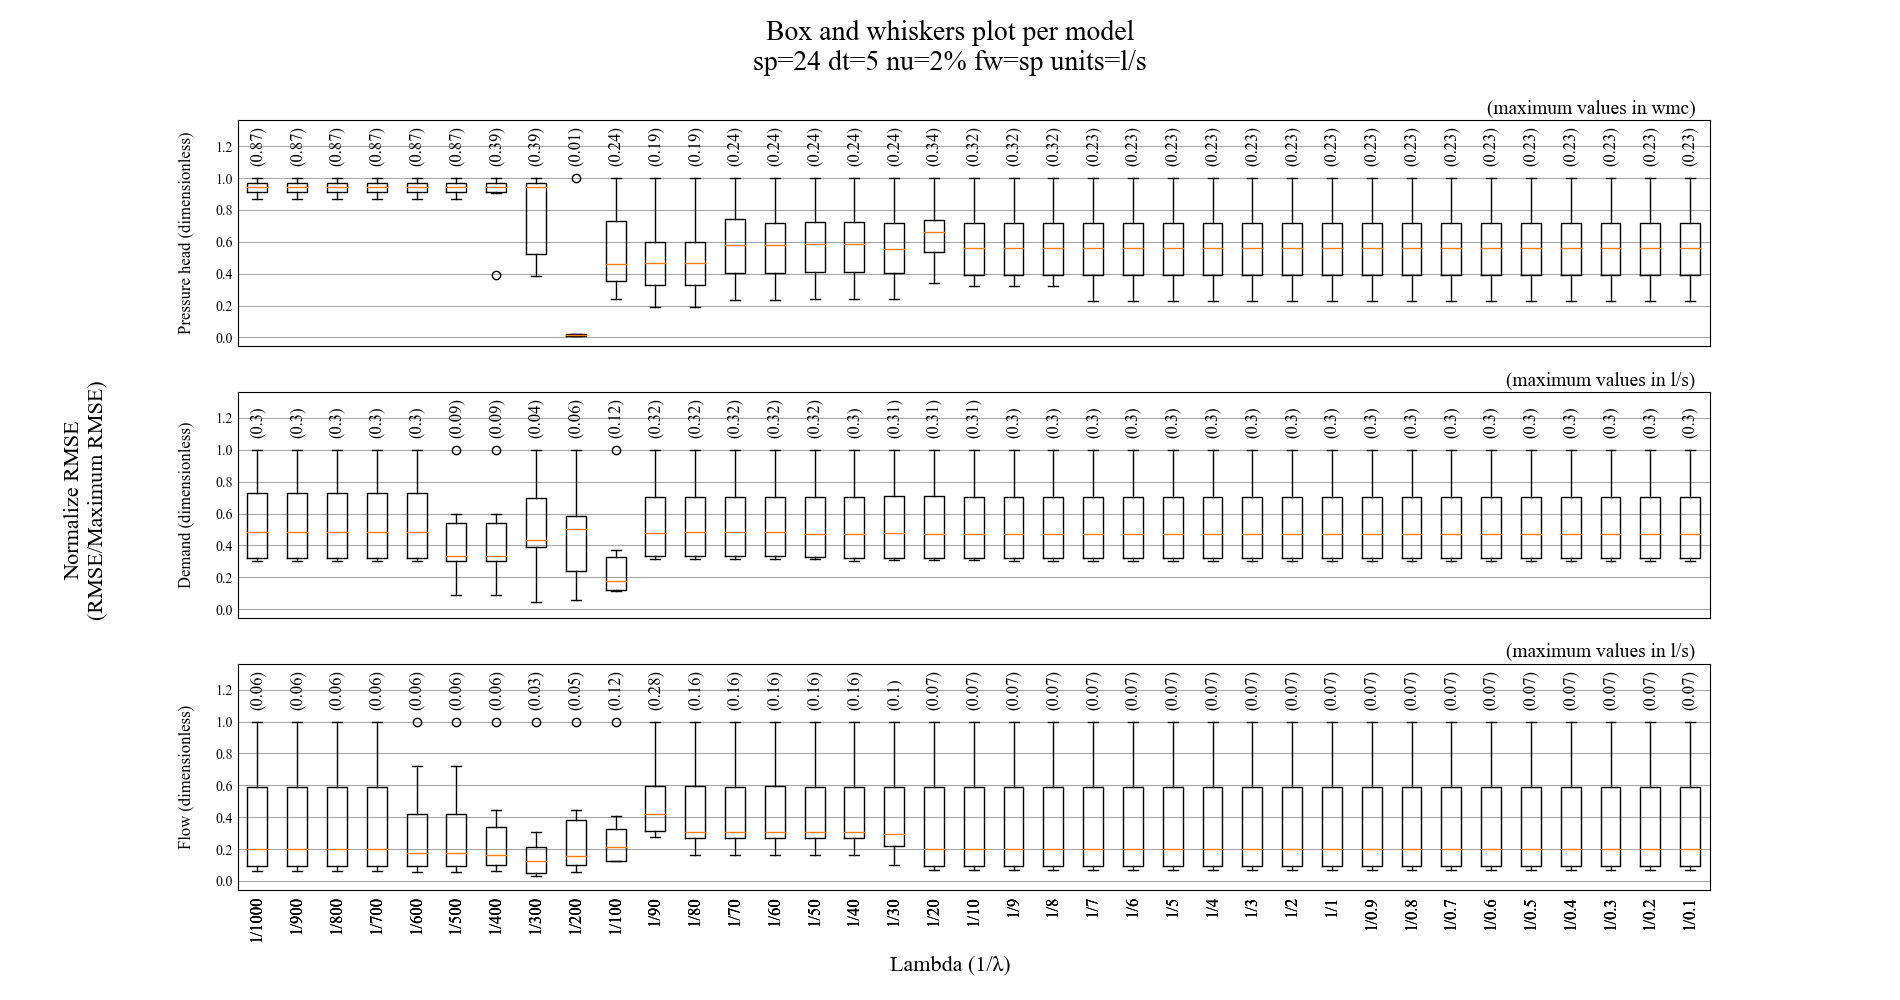 Box and whiskers plot per model
sp=24 dt=5 nu=2% fw=sp units=l/s
(maximum values in wmc)
(0.87) (0.87) (0.87) (0.87) (0.87) (0.87) (0.39) (0.39) (0.01) (0.24) (0.19) (0.19) (0.24) (0.24) (0.24) (0.24) (0.24) (0.34) (0.32) (0.32) (0.32) (0.23) (0.23) (0.23) (0.23) (0.23) (0.23) (0.23) (0.23) (0.23) (0.23) (0.23) (0.23) (0.23) (0.23) (0.23) (0.23)
Pressure head (dimensionless)
1.2
1.0
0.8
0.6
0.4
0.2
0.0
(maximum values in l/s)
(0.3) (0.3) (0.3) (0.3) (0.3) (0.09) (0.09) (0.04) (0.06) (0.12) (0.32) (0.32) (0.32) (0.32) (0.32) (0.3) (0.31) (0.31) (0.31) (0.3) (0.3) (0.3) (0.3) (0.3) (0.3) (0.3) (0.3) (0.3) (0.3) (0.3) (0.3) (0.3) (0.3) (0.3) (0.3) (0.3) (0.3)
Demand (dimensionless)
1.2
1.0
0.8
0.6
0.4
0.2
0.0
Normalize RMSE
(RMSE/Maximum RMSE)
(maximum values in l/s)
(0.06) (0.06) (0.06) (0.06) (0.06) (0.06) (0.06) (0.03) (0.05) (0.12) (0.28) (0.16) (0.16) (0.16) (0.16) (0.16) (0.1) (0.07) (0.07) (0.07) (0.07) (0.07) (0.07) (0.07) (0.07) (0.07) (0.07) (0.07) (0.07) (0.07) (0.07) (0.07) (0.07) (0.07) (0.07) (0.07) (0.07)
Flow (dimensionless)
1.2
1.0
0.8
0.6
0.4
0.2
0.0
1/1000 1/900 1/800 1/700 1/600 1/500 1/400 1/300 1/200 1/100 1/90 1/80 1/70 1/60 1/50 1/40 1/30 1/20 1/10 1/9 1/8 1/7 1/6 1/5 1/4 1/3 1/2 1/1 1/0.9 1/0.8 1/0.7 1/0.6 1/0.5 1/0.4 1/0.3 1/0.2 1/0.1
Lambda (1/λ)